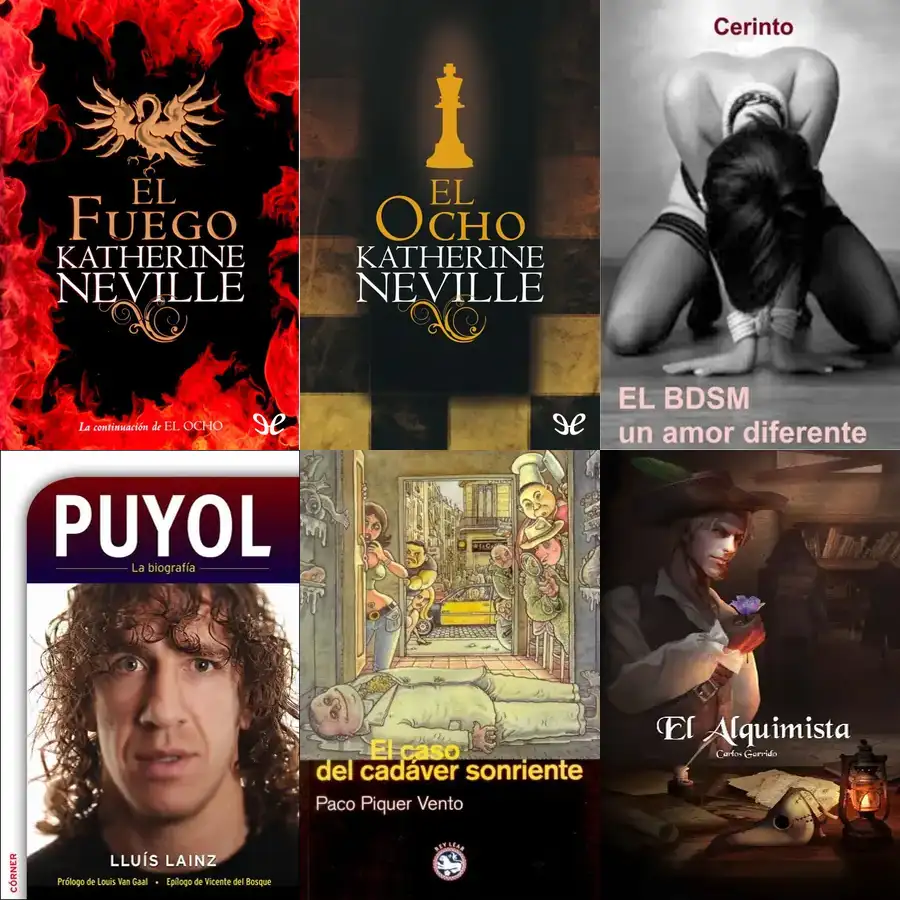 EL
FUEGO
KATHERINE
NEVILLE
La continuación de EL OCHO
EL
OCHO
KATHERINE
NEVILLE
Cerinto
EL BDSM
un amor diferente
PUYOL
La biografía
LLUÍS LAINZ
Prólogo de Louis Van Gaal • Epílogo de Vicente del Bosque
CÓRNER
El caso
del cadáver sonriente
Paco Piquer Vento
REY LEAR
El Alquimista
Carlos Garrido